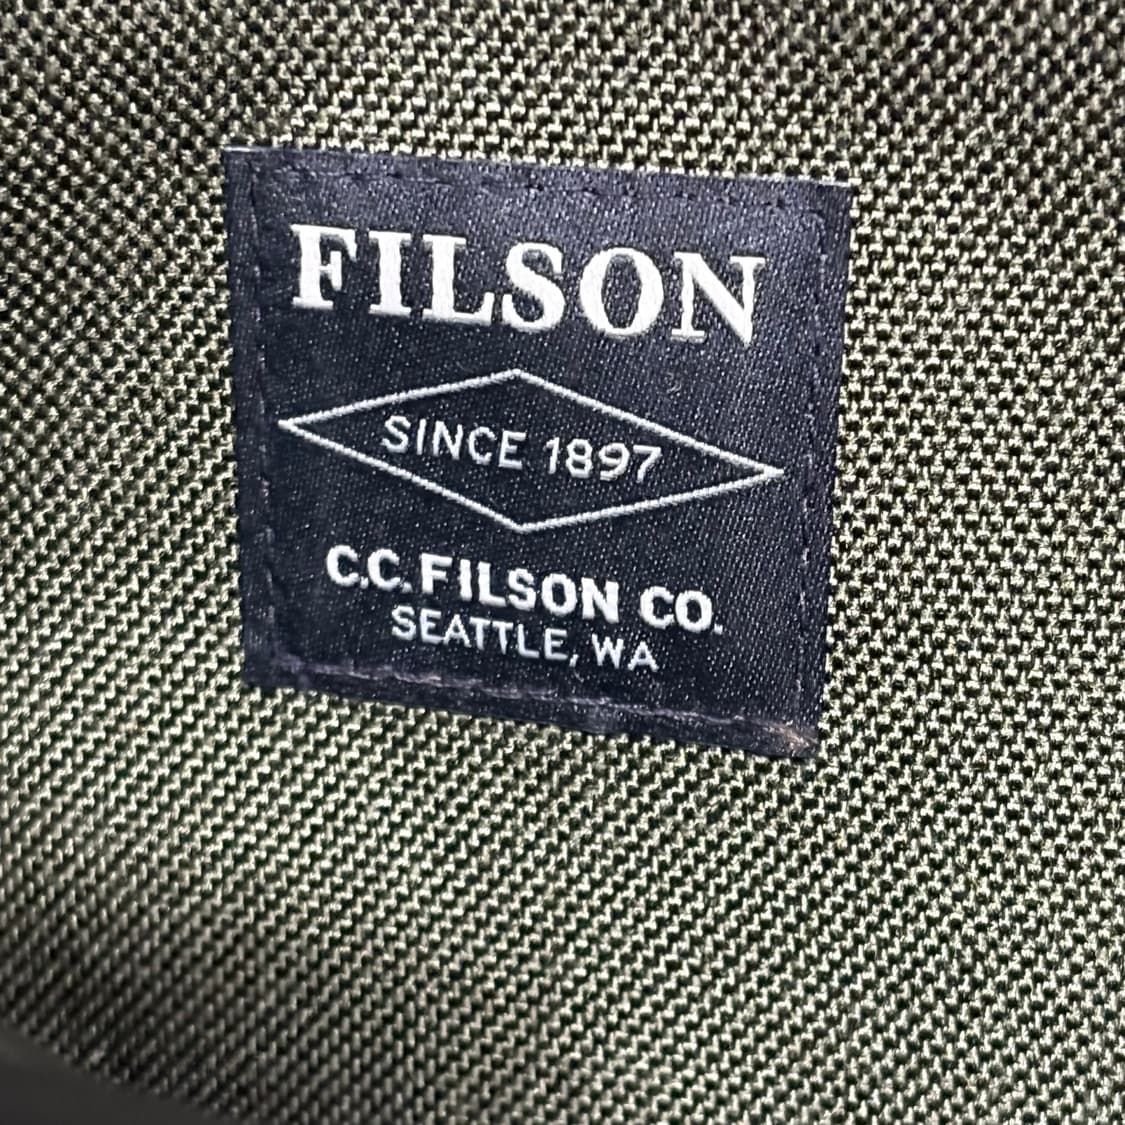 FILSON
SINCE 1897
C.C. FILSON CO.
SEATTLE, WA